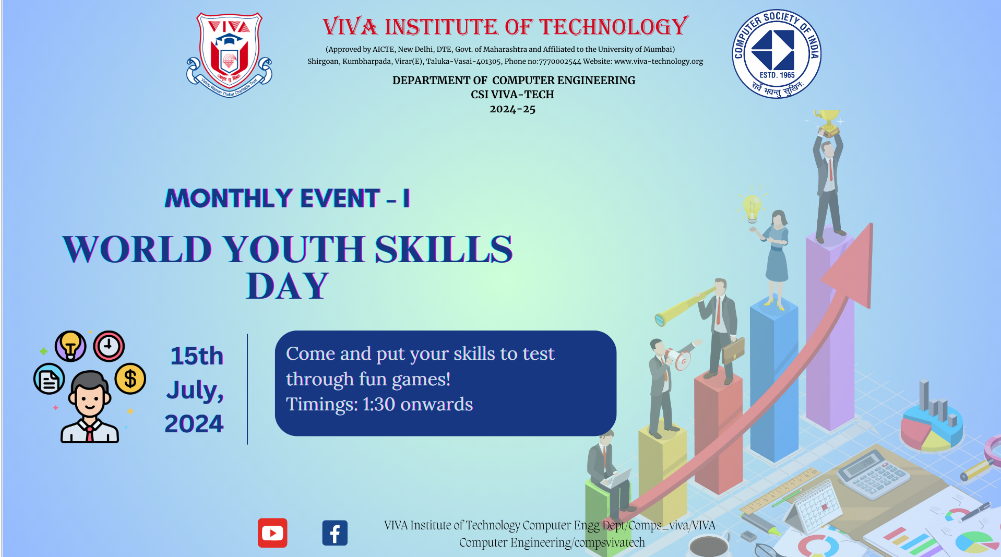 VIVA
VIVA INSTITUTE OF TECHNOLOGY
(Approved by AICTE, New Delhi, DTE, Govt. of Maharashtra and Affiliated to the University of Mumbai)
Shirgoan, Kumbharpada, Virar(E), Taluka-Vasai-401305, Phone no:7770002544 Website: www.viva-technology.org
DEPARTMENT OF COMPUTER ENGINEERING
CSI VIVA-TECH
2024-25
COMPUTER SOCIETY OF INDIA
ESTD. 1965
सर्वे भवन्तु सुखिनः
MONTHLY EVENT - I
WORLD YOUTH SKILLS
DAY
15th
July,
2024
Come and put your skills to test
through fun games!
Timings: 1:30 onwards
VIVA Institute of Technology Computer Engg Dept/Comps_viva/VIVA
Computer Engineering/compsvivatech